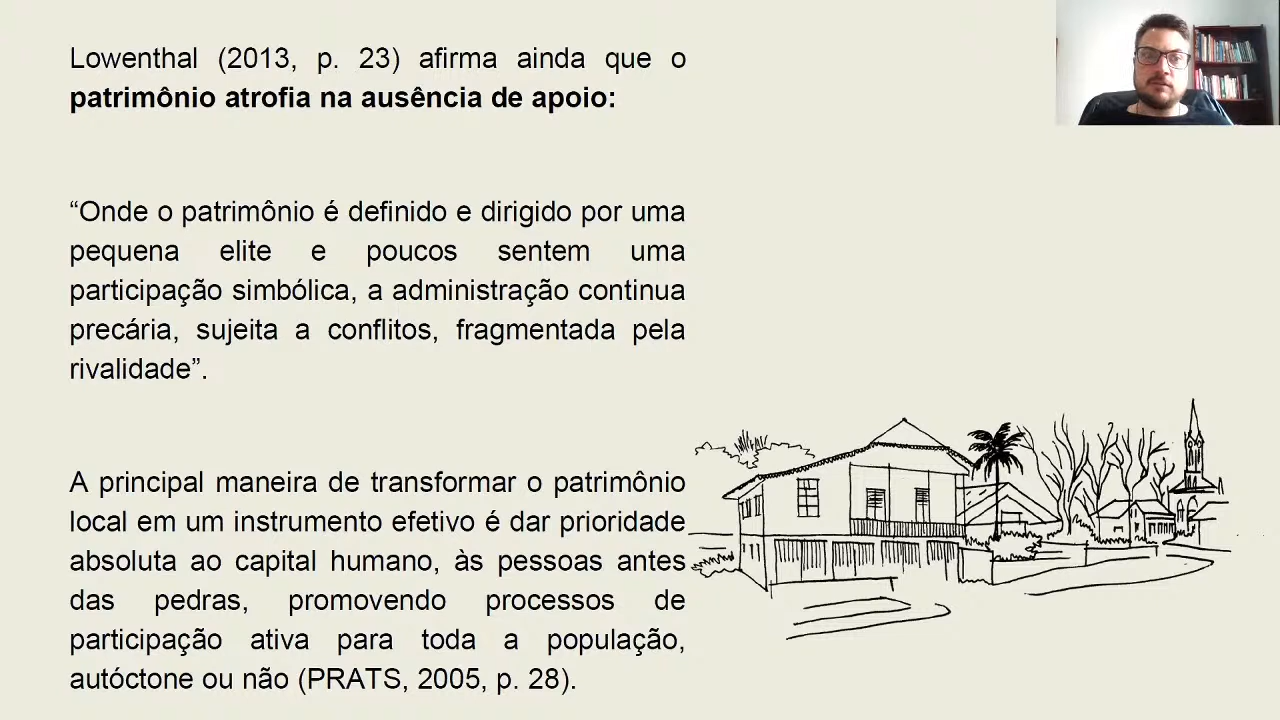 Lowenthal (2013, p. 23) afirma ainda que o
patrimônio atrofia na ausência de apoio:
“Onde o patrimônio é definido e dirigido por uma
pequena elite e poucos sentem uma
participação simbólica, a administração continua
precária, sujeita a conflitos, fragmentada pela
rivalidade”.
A principal maneira de transformar o patrimônio
local em um instrumento efetivo é dar prioridade
absoluta ao capital humano, às pessoas antes
das pedras, promovendo processos de
participação ativa para toda a população,
autóctone ou não (PRATS, 2005, p. 28).